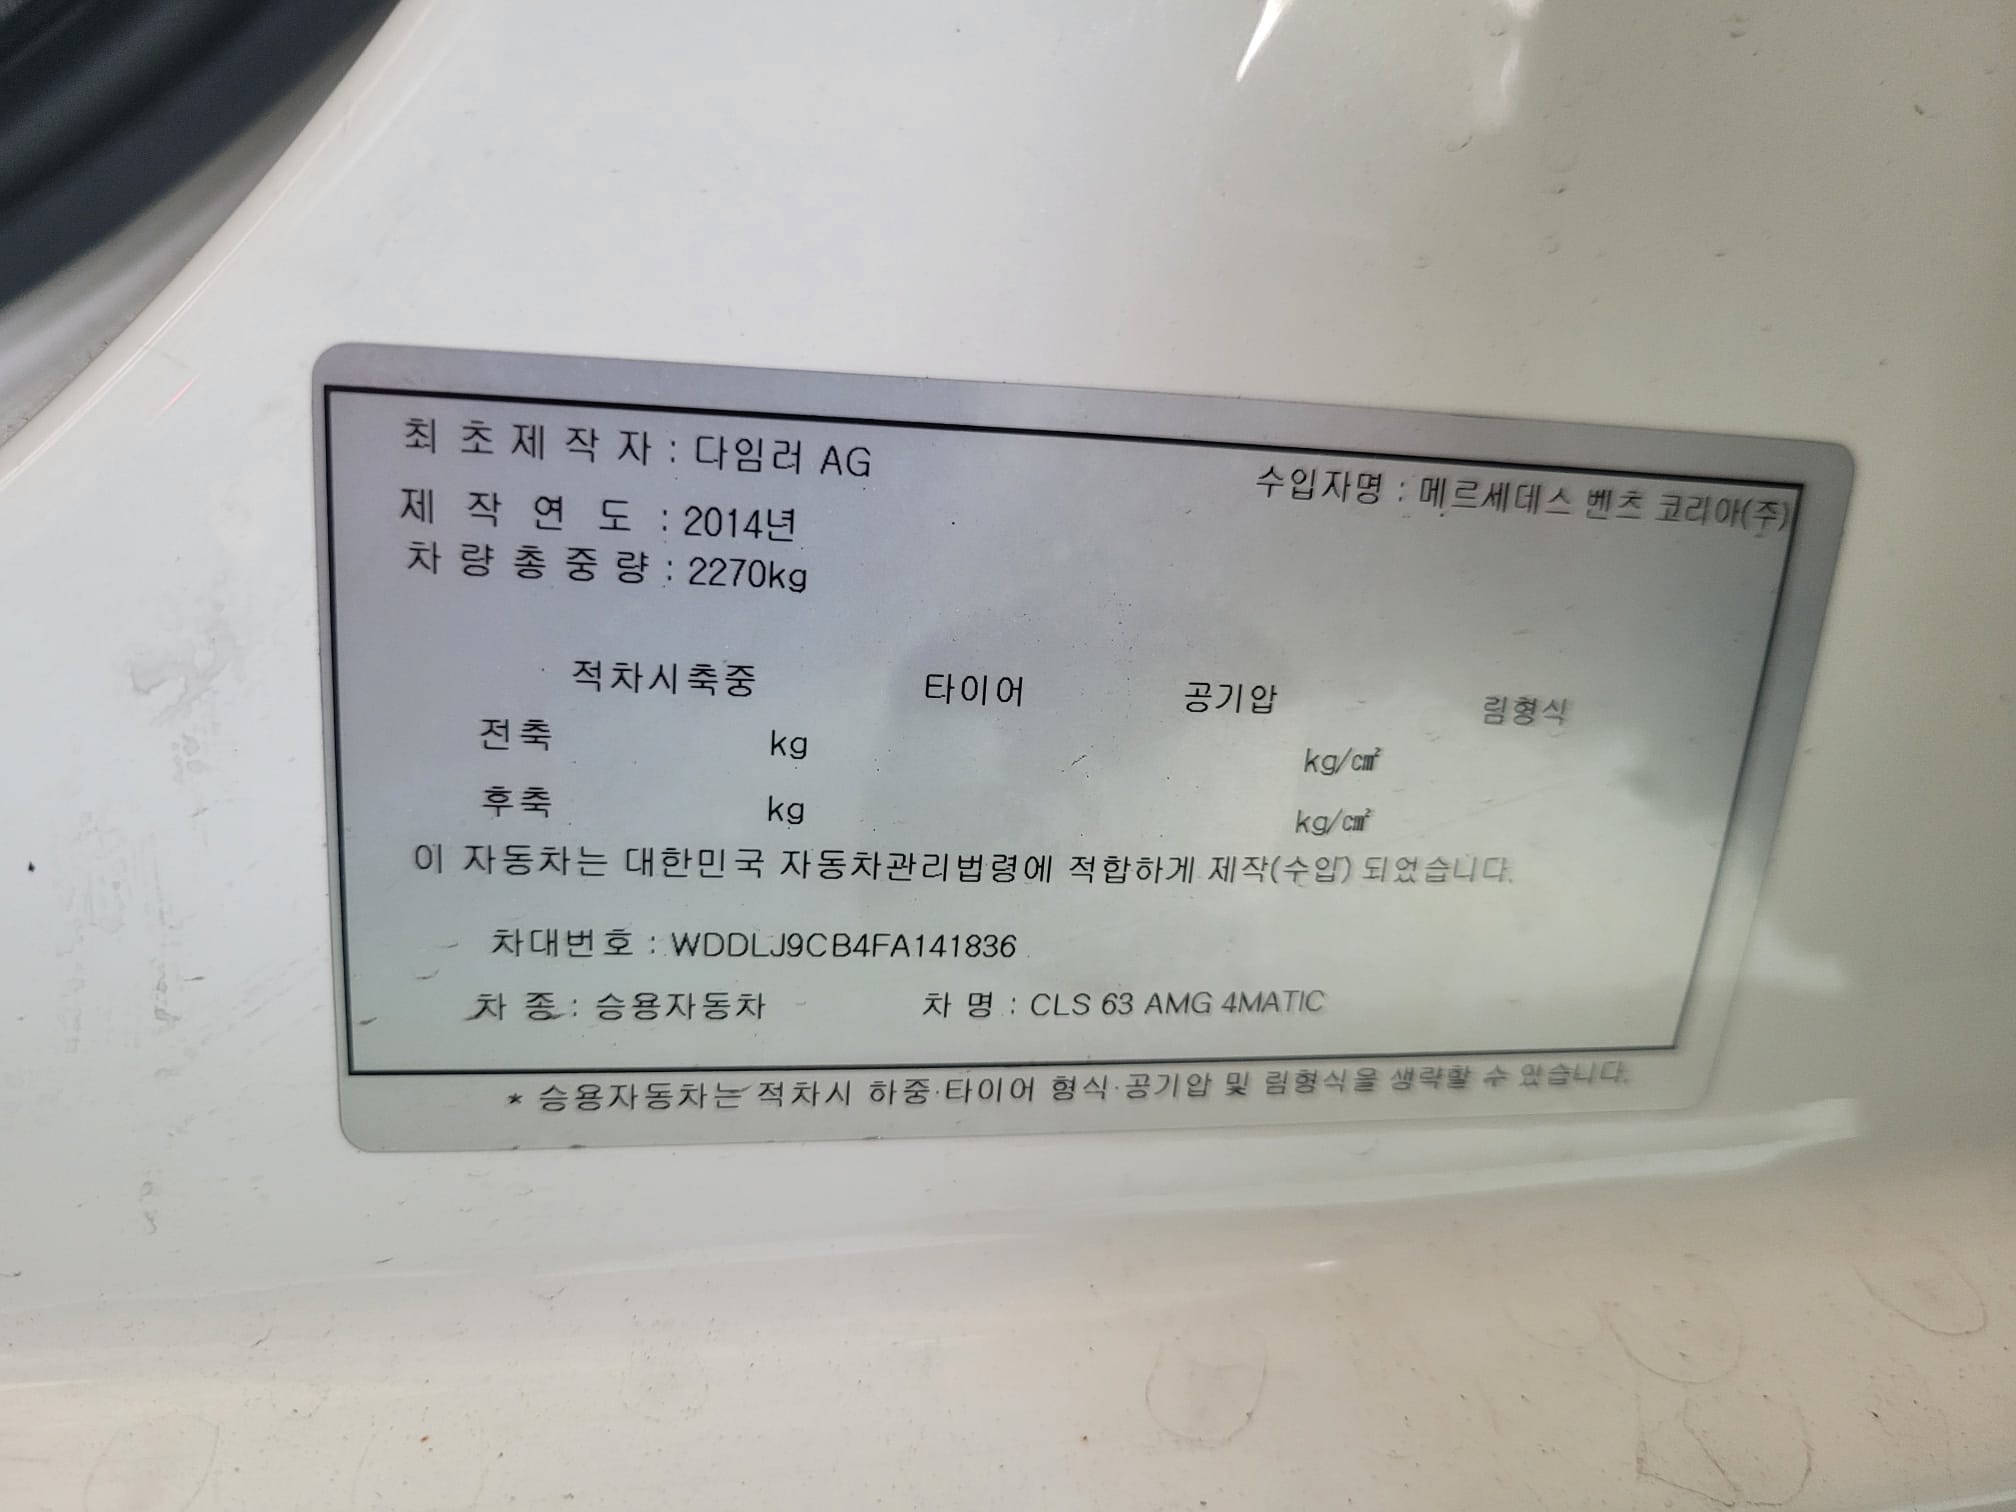 최초제작자 : 다임러 AG
수입자명 : 메르세데스 벤츠 코리아(주)
제작연도 : 2014년
차량총중량 : 2270kg
적차시축중 타이어 공기압 림형식
전축 kg kg/㎠
후축 kg kg/㎠
이 자동차는 대한민국 자동차관리법령에 적합하게 제작(수입) 되었습니다.
차대번호 : WDDLJ9CB4FA141836
차 종 : 승용자동차 차 명 : CLS 63 AMG 4MATIC
* 승용자동차는 적차시 하중·타이어 형식·공기압 및 림형식을 생략할 수 있습니다.